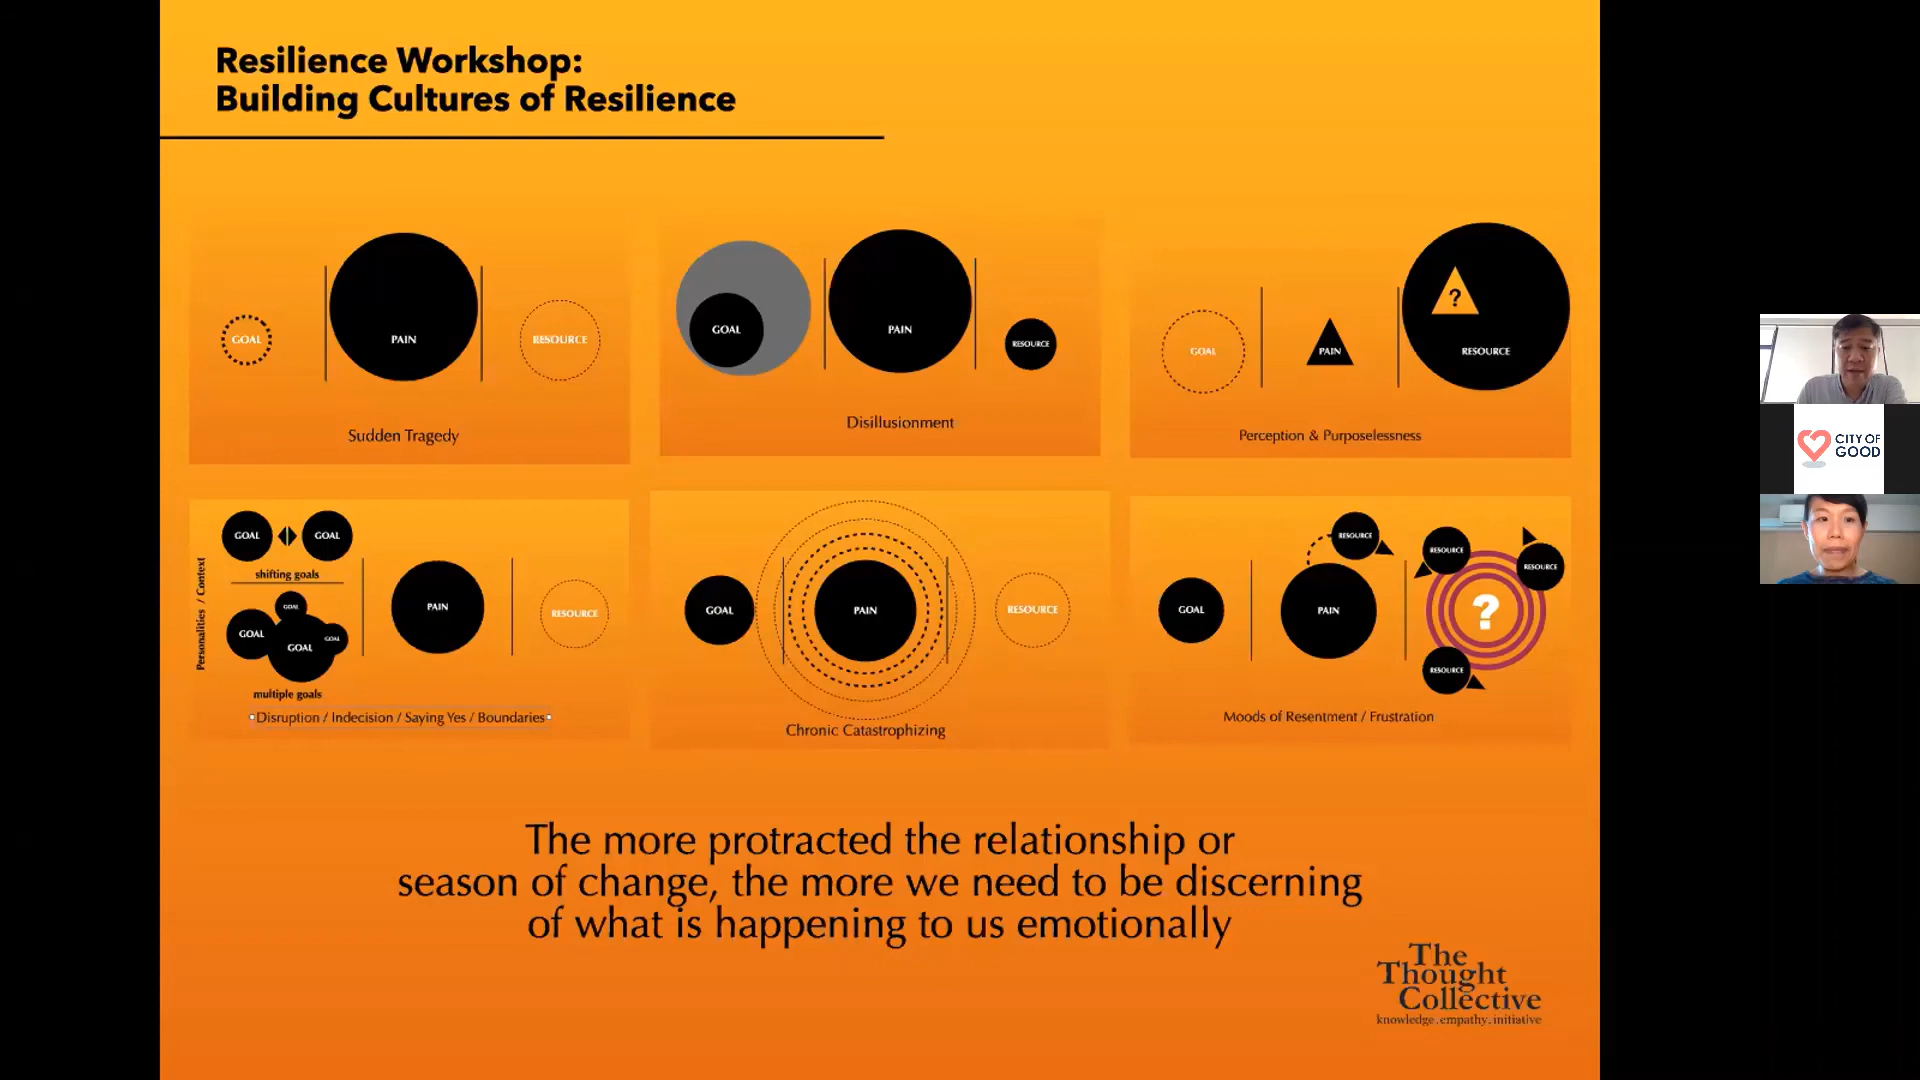 Resilience Workshop:
Building Cultures of Resilience
GOAL
PAIN
RESOURCE
Sudden Tragedy
GOAL
PAIN
RESOURCE
Disillusionment
GOAL
PAIN
?
RESOURCE
Perception & Purposelessness
Personalities / Context
GOAL
GOAL
shifting goals
GOAL
GOAL
GOAL
GOAL
multiple goals
PAIN
RESOURCE
Disruption / Indecision / Saying Yes / Boundaries
GOAL
PAIN
RESOURCE
Chronic Catastrophizing
GOAL
PAIN
RESOURCE
RESOURCE
RESOURCE
?
RESOURCE
Moods of Resentment / Frustration
The more protracted the relationship or
season of change, the more we need to be discerning
of what is happening to us emotionally
The
Thought
Collective
knowledge.empathy.initiative
CITY OF
GOOD